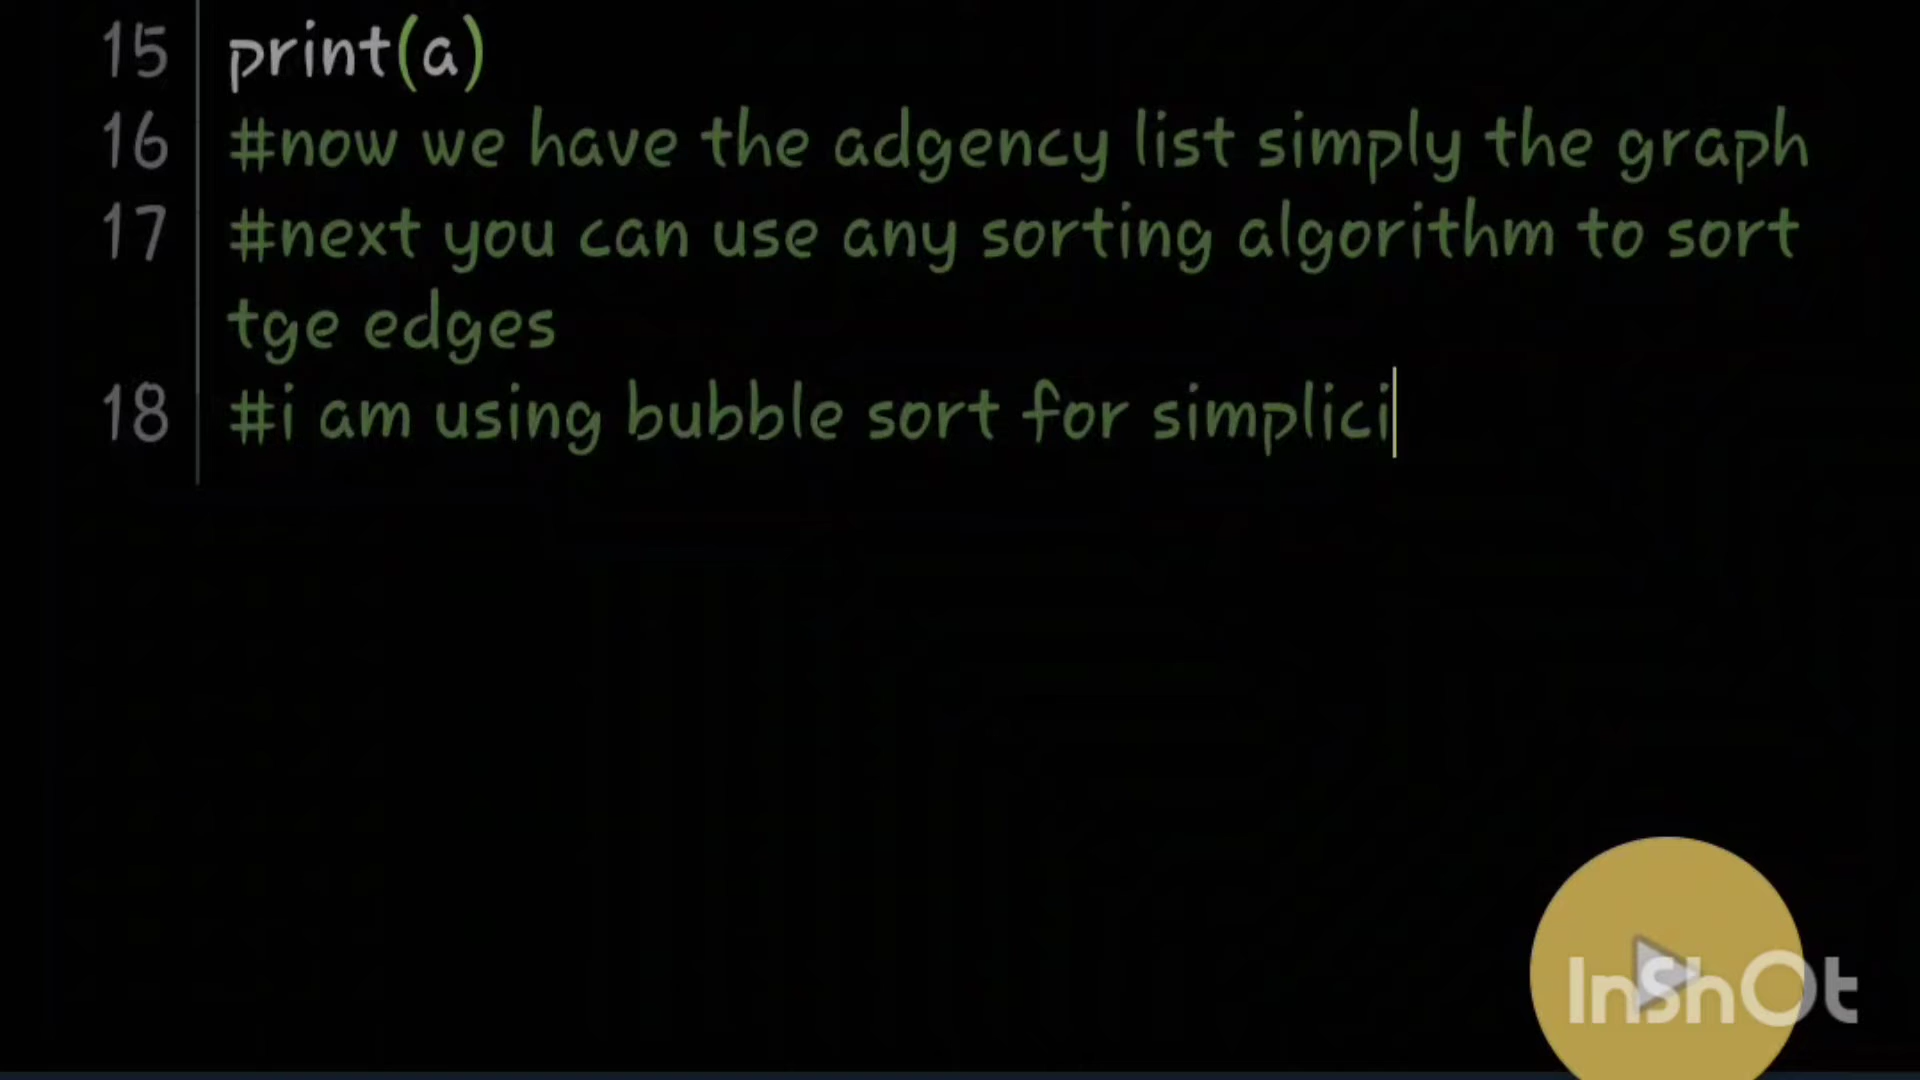 15 print(a)
16 #now we have the adgency list simply the graph
17 #next you can use any sorting algorithm to sort
tge edges
18 #i am using bubble sort for simplici
InShOt